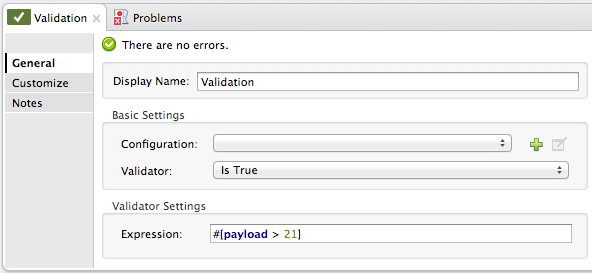 Validation Problems
There are no errors.
General
Customize
Notes
Display Name: Validation
Basic Settings
Configuration:
Validator: Is True
Validator Settings
Expression: #[payload > 21]